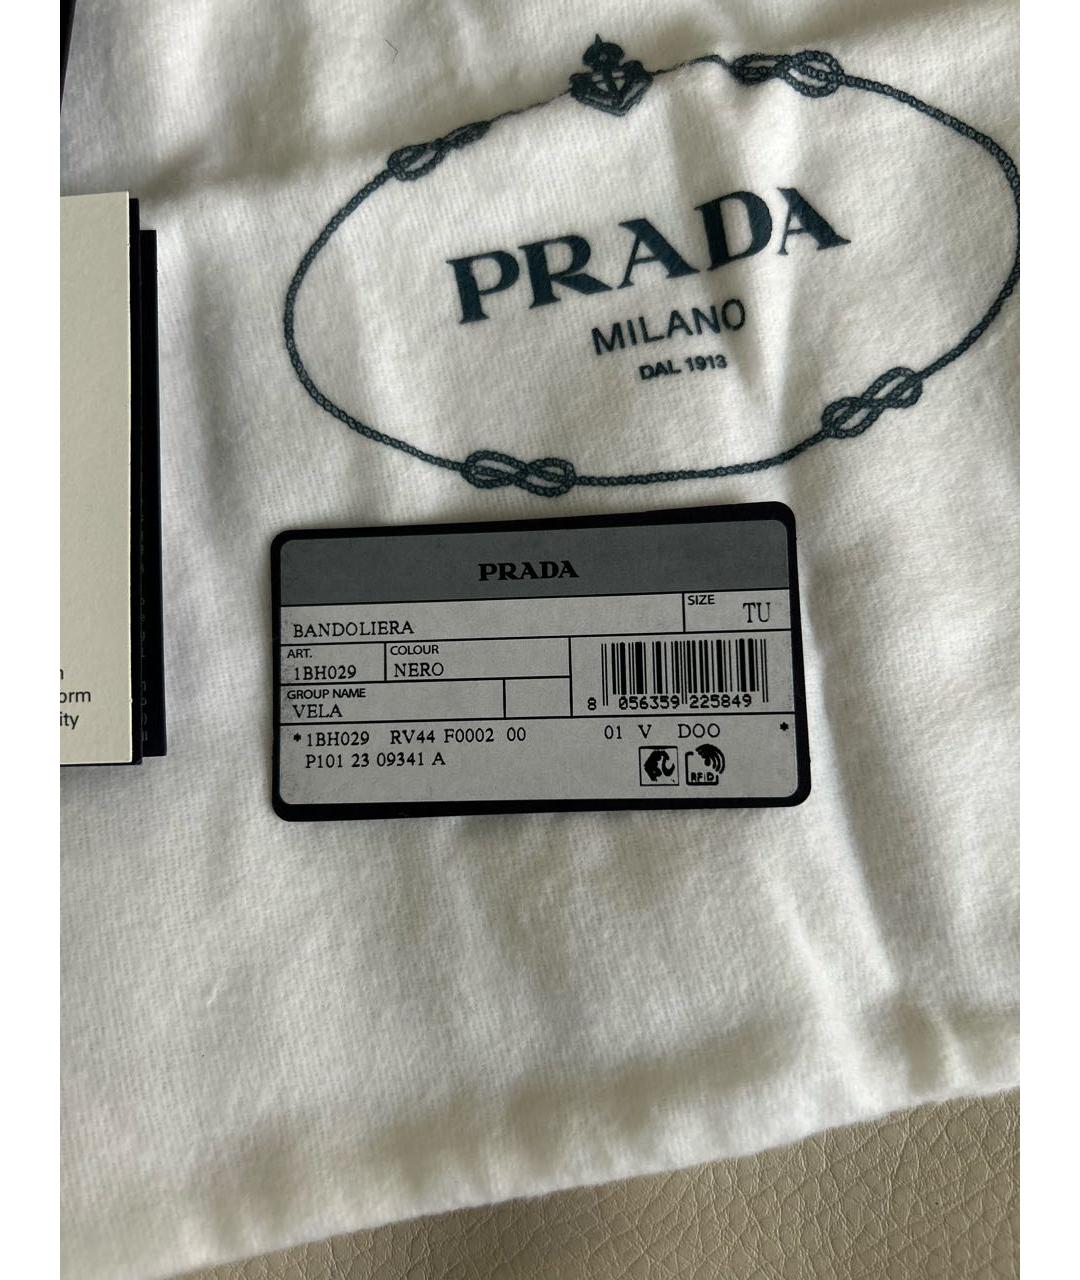 PRADA
MILANO
DAL 1913
orm
ity
PRADA
BANDOLIERA
SIZE
TU
ART.
1BH029
COLOUR
NERO
GROUP NAME
VELA
8 056359 225849
*1BH029 RV44 F0002 00 01 V DOO *
P101 23 09341 A
RFID